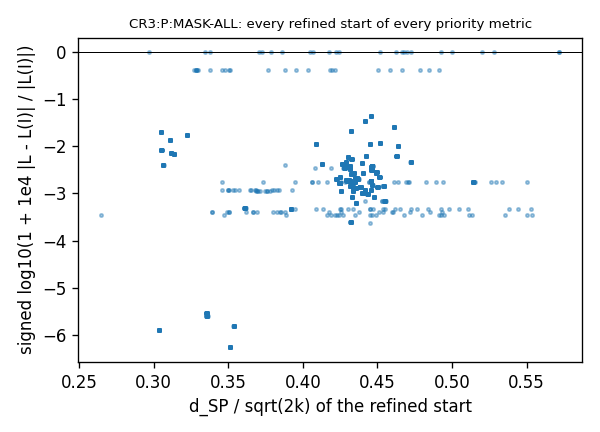 CR3:P:MASK-ALL: every refined start of every priority metric
signed log10(1 + 1e4 |L - L(I)| / |L(I)|)
0
−1
−2
−3
−4
−5
−6
0.25 0.30 0.35 0.40 0.45 0.50 0.55
d_SP / sqrt(2k) of the refined start